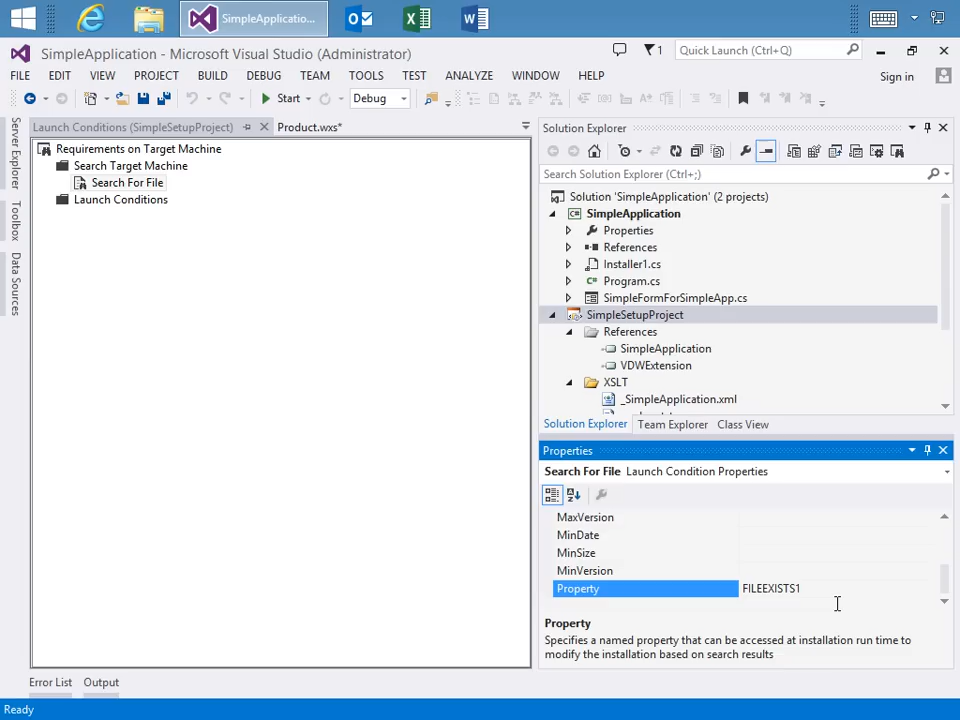 SimpleApplicatio...
SimpleApplication - Microsoft Visual Studio (Administrator)
1
Quick Launch (Ctrl+Q)
FILE EDIT VIEW PROJECT BUILD DEBUG TEAM TOOLS TEST ANALYZE WINDOW HELP
Sign in
Start
Debug
Server Explorer
Toolbox
Data Sources
Launch Conditions (SimpleSetupProject)
Product.wxs*
Requirements on Target Machine
Search Target Machine
Search For File
Launch Conditions
Solution Explorer
Search Solution Explorer (Ctrl+;)
Solution 'SimpleApplication' (2 projects)
SimpleApplication
Properties
References
Installer1.cs
Program.cs
SimpleFormForSimpleApp.cs
SimpleSetupProject
References
SimpleApplication
VDWExtension
XSLT
_SimpleApplication.xml
Solution Explorer Team Explorer Class View
Properties
Search For File Launch Condition Properties
MaxVersion
MinDate
MinSize
MinVersion
Property FILEEXISTS1
Property
Specifies a named property that can be accessed at installation run time to
modify the installation based on search results
Error List Output
Ready